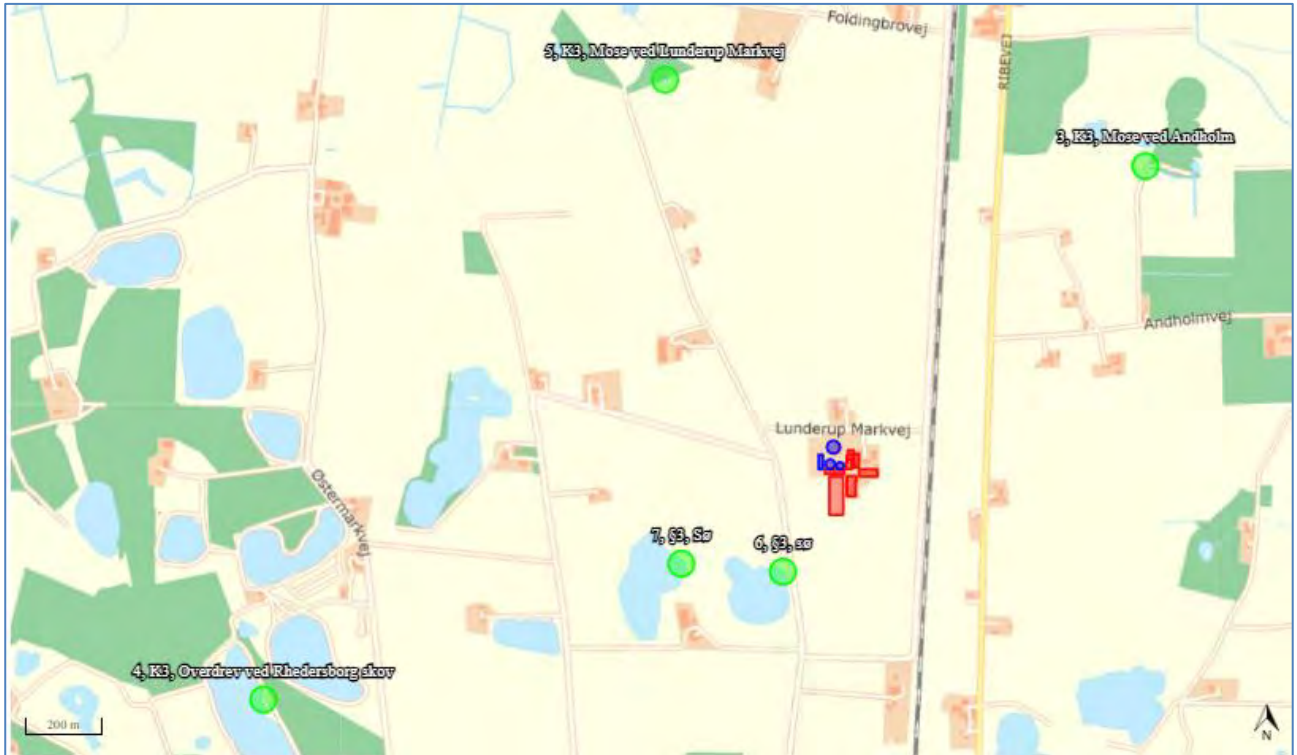 Foldingbrovej
5, K3, Mose ved Lunderup Markvej
RIBEVEJ
3, K3, Mose ved Andholm
Andholmvej
Lunderup Markvej
Østermarkvej
7, §3, Sø
6, §3, sø
4, K3, Overdrev ved Rhedersborg skov
200 m
N